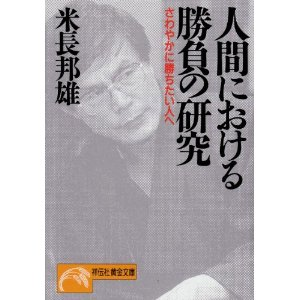 人間における
勝負の研究
さわやかに勝ちたい人へ
米長邦雄
祥伝社黄金文庫